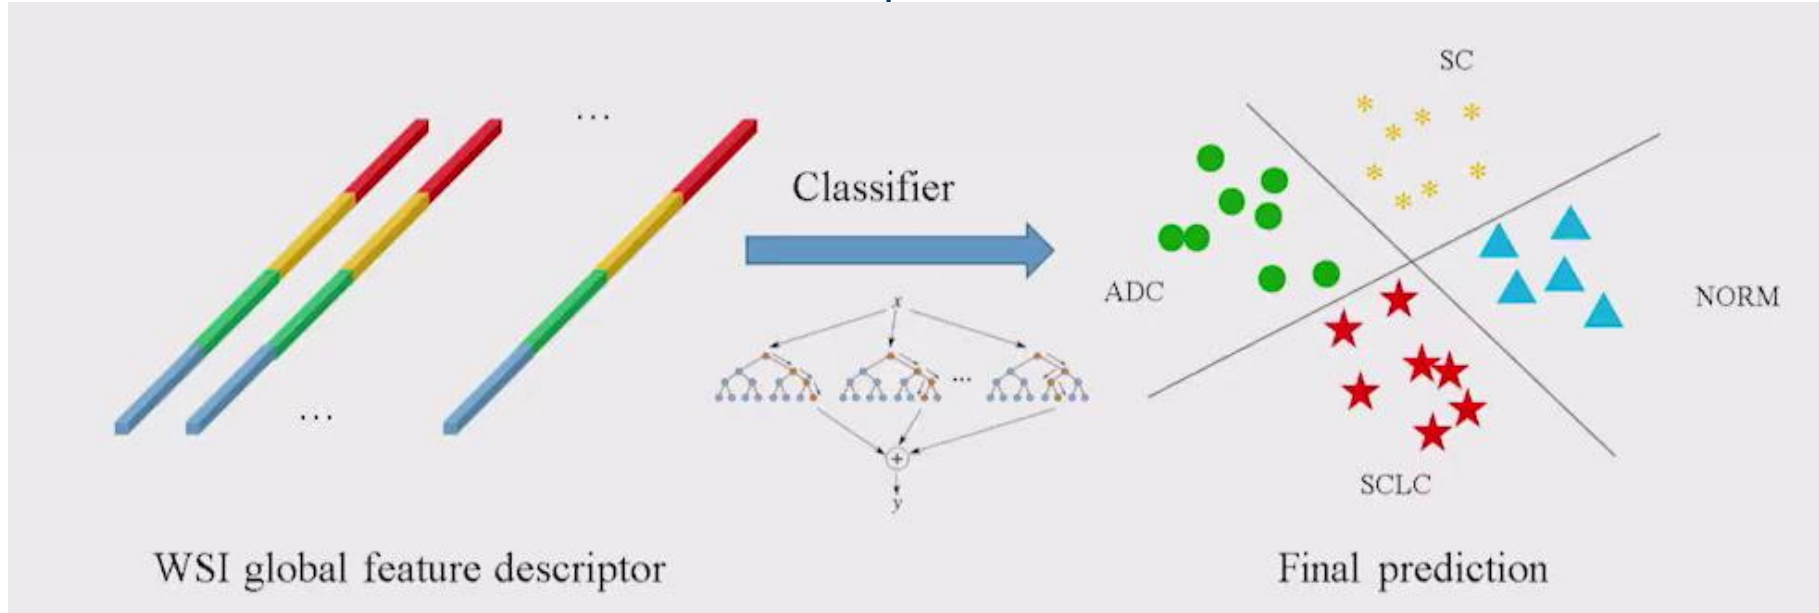 SC
...
Classifier
x
ADC
NORM
...
...
+
y
SCLC
WSI global feature descriptor
Final prediction